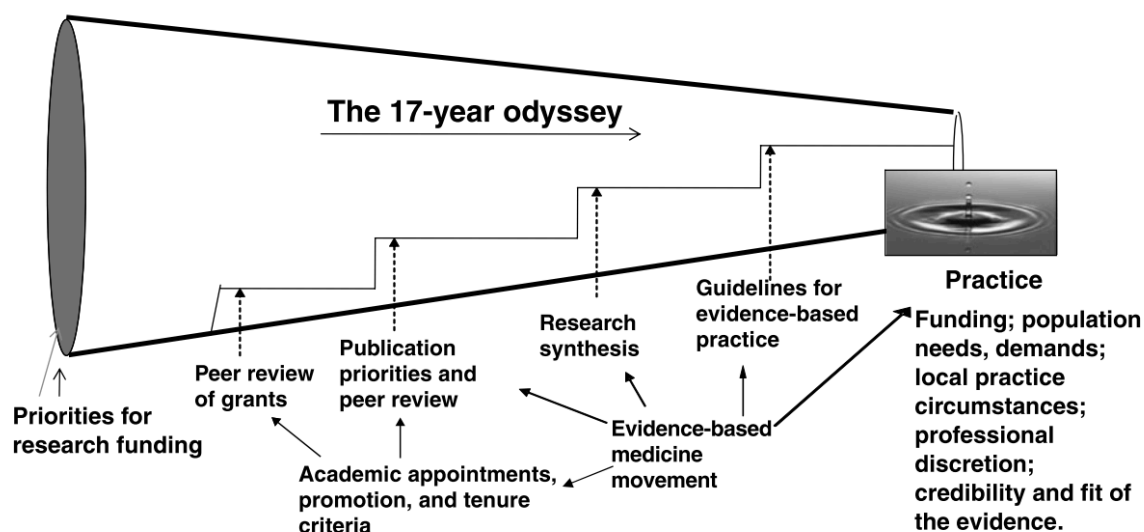 The 17-year odyssey
Practice
Funding; population
needs, demands;
local practice
circumstances;
professional
discretion;
credibility and fit of
the evidence.
Guidelines for
evidence-based
practice
Research
synthesis
Publication
priorities and
peer review
Peer review
of grants
Priorities for
research funding
Evidence-based
medicine
movement
Academic appointments,
promotion, and tenure
criteria